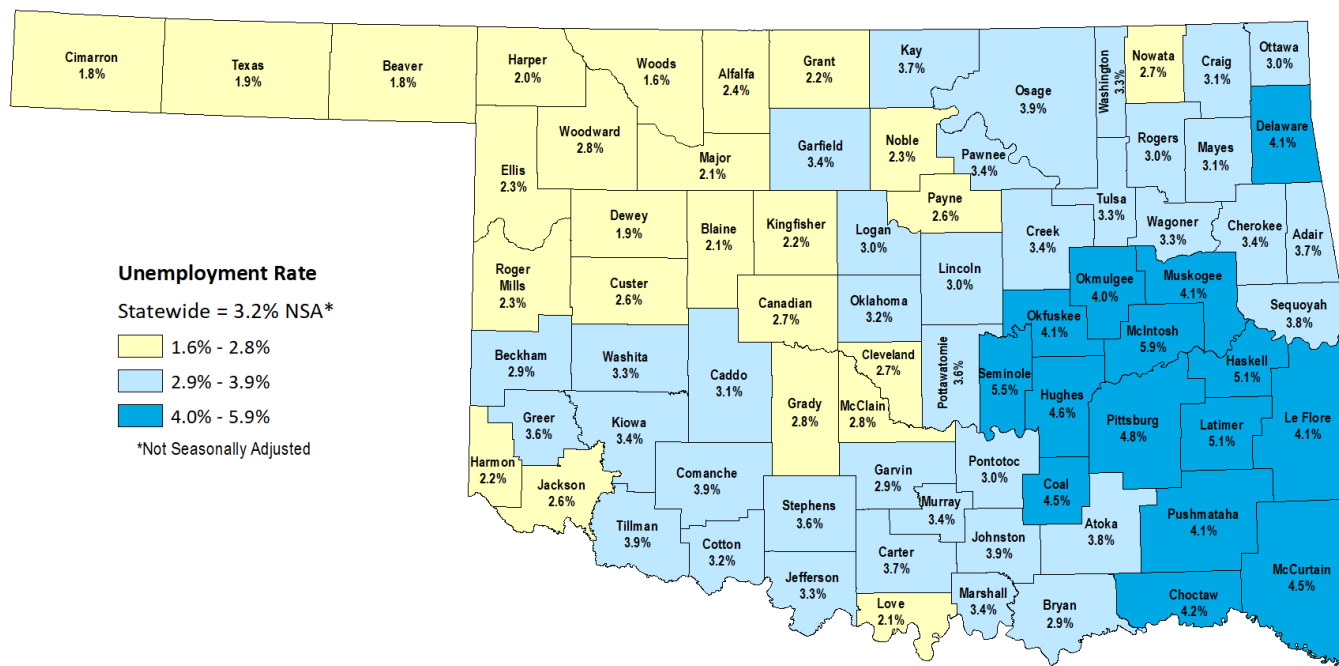 Cimarron
1.8%
Texas
1.9%
Beaver
1.8%
Harper
2.0%
Woods
1.6%
Alfalfa
2.4%
Grant
2.2%
Kay
3.7%
Osage
3.9%
Washington
3.3%
Nowata
2.7%
Craig
3.1%
Ottawa
3.0%
Woodward
2.8%
Major
2.1%
Garfield
3.4%
Noble
2.3%
Pawnee
3.4%
Rogers
3.0%
Mayes
3.1%
Delaware
4.1%
Ellis
2.3%
Dewey
1.9%
Blaine
2.1%
Kingfisher
2.2%
Logan
3.0%
Payne
2.6%
Creek
3.4%
Tulsa
3.3%
Wagoner
3.3%
Cherokee
3.4%
Adair
3.7%
Roger
Mills
2.3%
Custer
2.6%
Canadian
2.7%
Oklahoma
3.2%
Lincoln
3.0%
Okmulgee
4.0%
Muskogee
4.1%
Sequoyah
3.8%
Unemployment Rate
Statewide = 3.2% NSA*
1.6% - 2.8%
2.9% - 3.9%
4.0% - 5.9%
*Not Seasonally Adjusted
Beckham
2.9%
Washita
3.3%
Caddo
3.1%
Grady
2.8%
Cleveland
2.7%
McClain
2.8%
Pottawatomie
3.6%
Seminole
5.5%
Okfuskee
4.1%
McIntosh
5.9%
Haskell
5.1%
Hughes
4.6%
Pittsburg
4.8%
Latimer
5.1%
Le Flore
4.1%
Greer
3.6%
Kiowa
3.4%
Harmon
2.2%
Jackson
2.6%
Comanche
3.9%
Stephens
3.6%
Garvin
2.9%
Pontotoc
3.0%
Coal
4.5%
Murray
3.4%
Atoka
3.8%
Pushmataha
4.1%
Tillman
3.9%
Cotton
3.2%
Jefferson
3.3%
Carter
3.7%
Johnston
3.9%
Love
2.1%
Marshall
3.4%
Bryan
2.9%
Choctaw
4.2%
McCurtain
4.5%